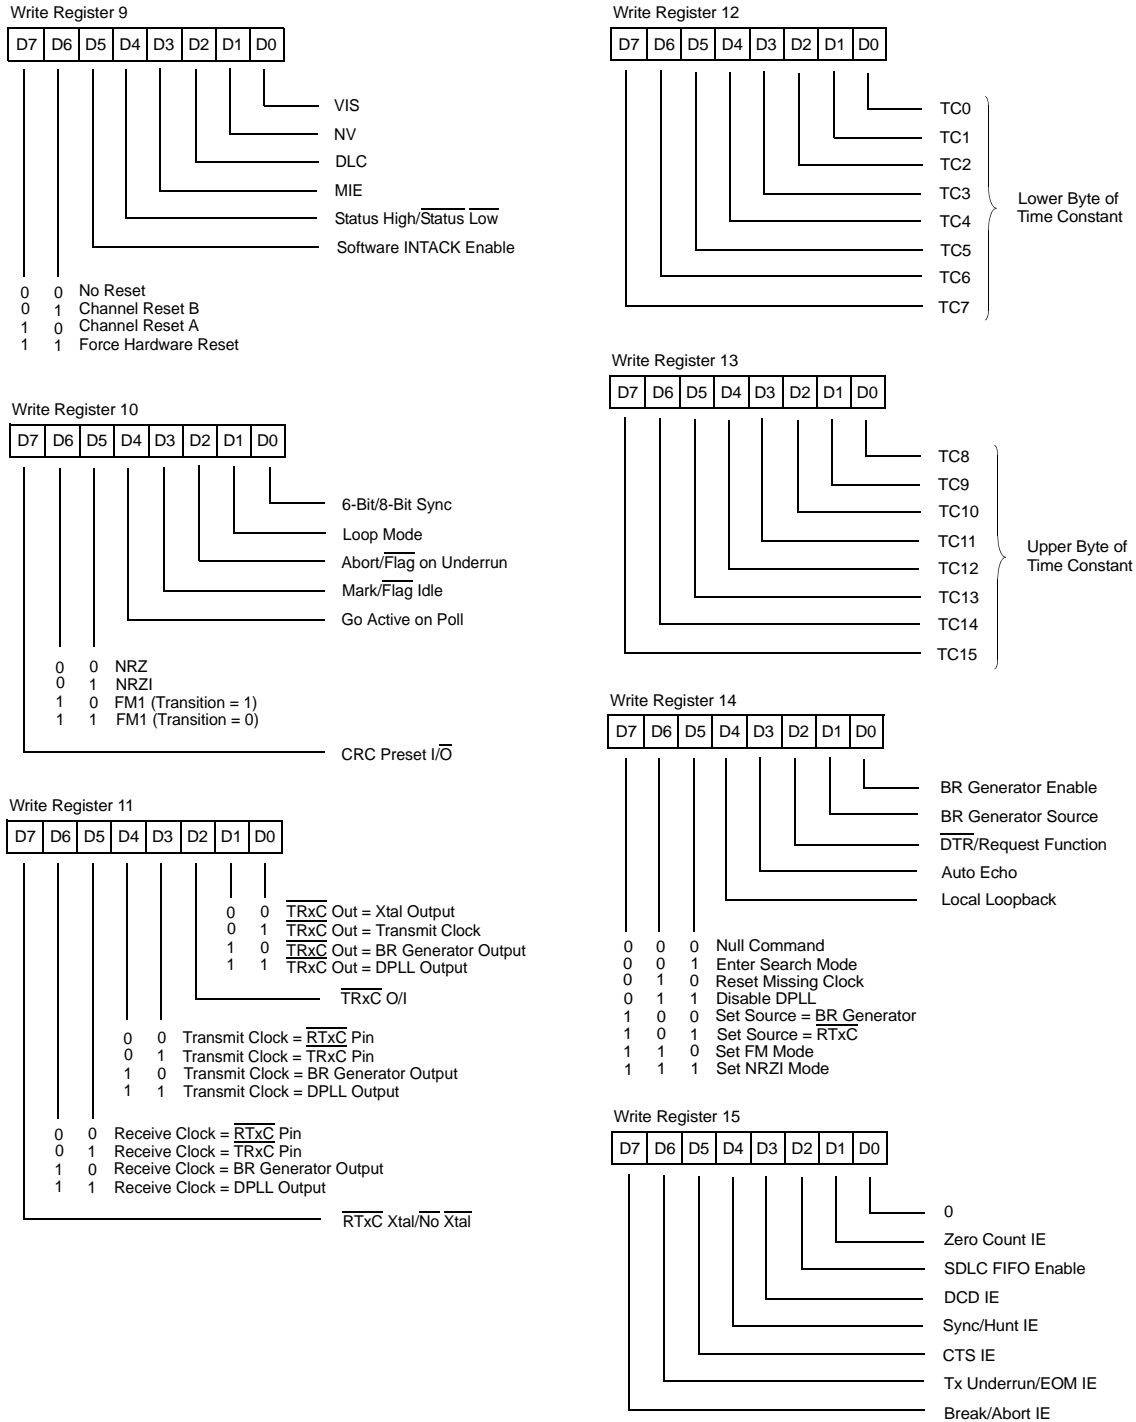 Write Register 9
D7 D6 D5 D4 D3 D2 D1 D0
VIS
NV
DLC
MIE
Status High/Status Low
Software INTACK Enable
0 0 No Reset
0 1 Channel Reset B
1 0 Channel Reset A
1 1 Force Hardware Reset
Write Register 10
D7 D6 D5 D4 D3 D2 D1 D0
6-Bit/8-Bit Sync
Loop Mode
Abort/Flag on Underrun
Mark/Flag Idle
Go Active on Poll
0 0 NRZ
0 1 NRZI
1 0 FM1 (Transition = 1)
1 1 FM1 (Transition = 0)
CRC Preset I/O
Write Register 11
D7 D6 D5 D4 D3 D2 D1 D0
0 0 TRxC Out = Xtal Output
0 1 TRxC Out = Transmit Clock
1 0 TRxC Out = BR Generator Output
1 1 TRxC Out = DPLL Output
TRxC O/I
0 0 Transmit Clock = RTxC Pin
0 1 Transmit Clock = TRxC Pin
1 0 Transmit Clock = BR Generator Output
1 1 Transmit Clock = DPLL Output
0 0 Receive Clock = RTxC Pin
0 1 Receive Clock = TRxC Pin
1 0 Receive Clock = BR Generator Output
1 1 Receive Clock = DPLL Output
RTxC Xtal/No Xtal
Write Register 12
D7 D6 D5 D4 D3 D2 D1 D0
TC0
TC1
TC2
TC3
TC4
TC5
TC6
TC7
Lower Byte of
Time Constant
Write Register 13
D7 D6 D5 D4 D3 D2 D1 D0
TC8
TC9
TC10
TC11
TC12
TC13
TC14
TC15
Upper Byte of
Time Constant
Write Register 14
D7 D6 D5 D4 D3 D2 D1 D0
BR Generator Enable
BR Generator Source
DTR/Request Function
Auto Echo
Local Loopback
0 0 0 Null Command
0 0 1 Enter Search Mode
0 1 0 Reset Missing Clock
0 1 1 Disable DPLL
1 0 0 Set Source = BR Generator
1 0 1 Set Source = RTxC
1 1 0 Set FM Mode
1 1 1 Set NRZI Mode
Write Register 15
D7 D6 D5 D4 D3 D2 D1 D0
0
Zero Count IE
SDLC FIFO Enable
DCD IE
Sync/Hunt IE
CTS IE
Tx Underrun/EOM IE
Break/Abort IE